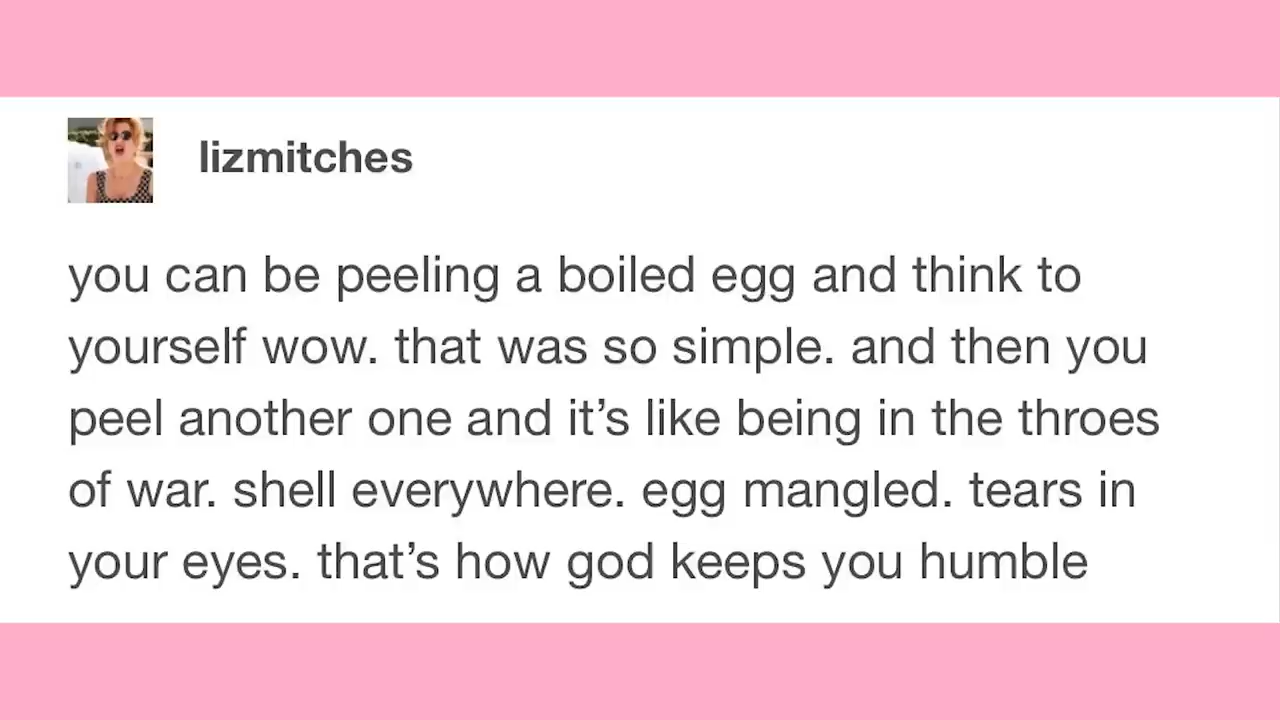 lizmitches
you can be peeling a boiled egg and think to
yourself wow. that was so simple. and then you
peel another one and it’s like being in the throes
of war. shell everywhere. egg mangled. tears in
your eyes. that’s how god keeps you humble